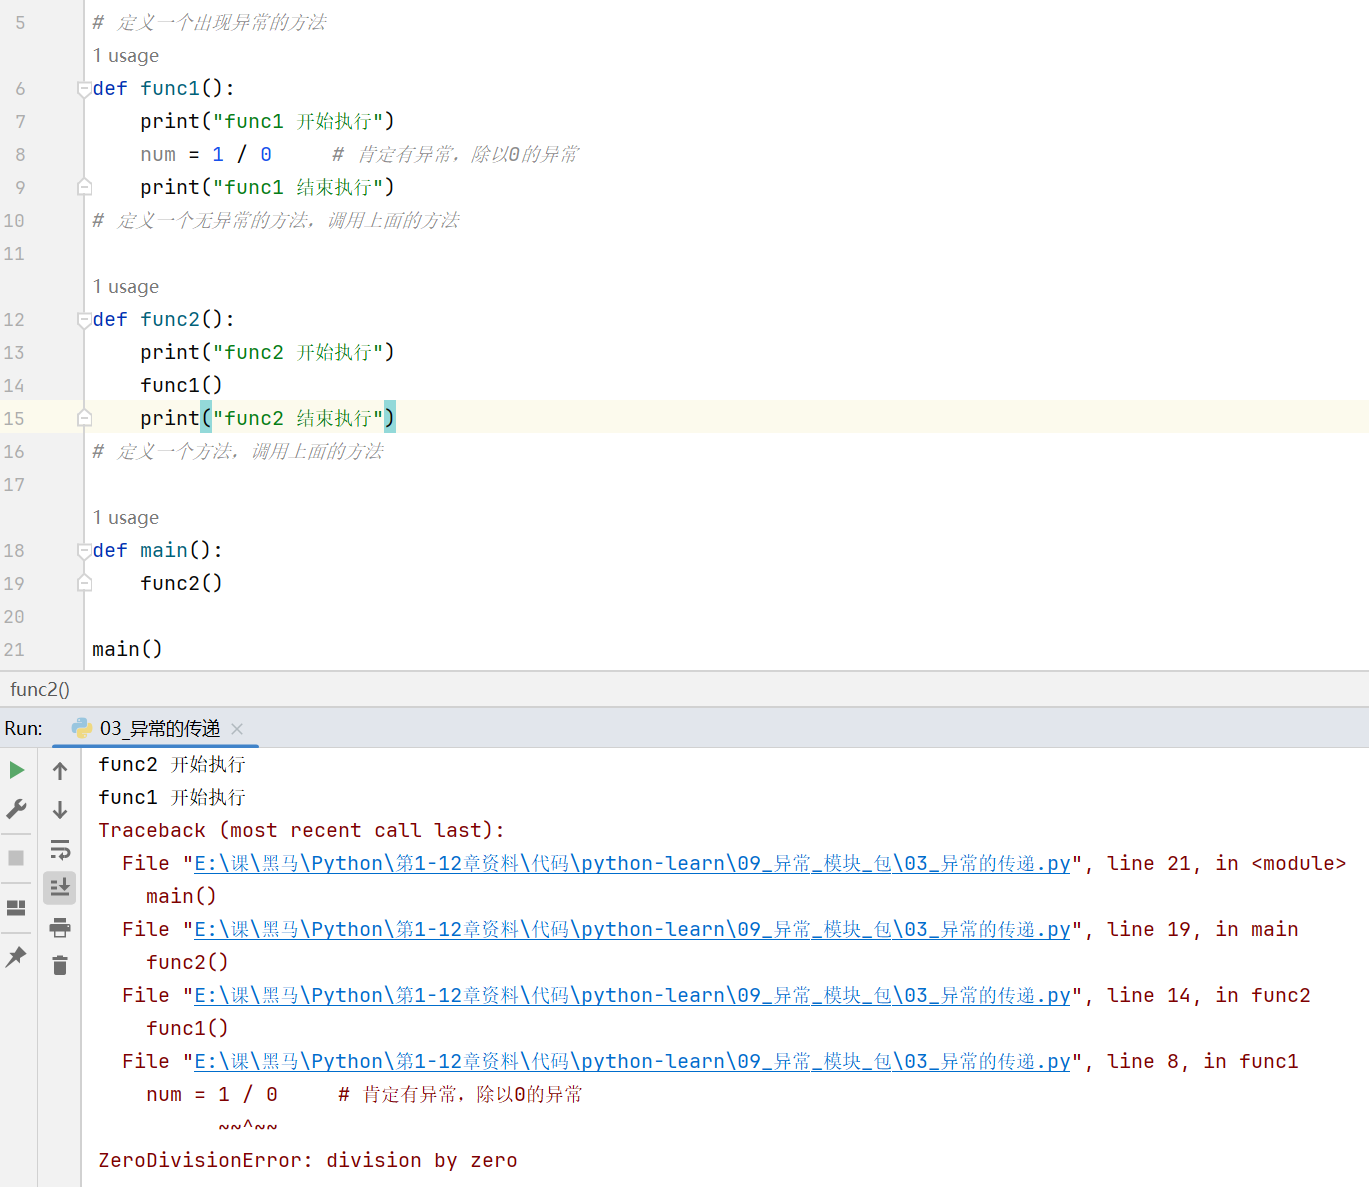 5 # 定义一个出现异常的方法
1 usage
6 def func1():
7     print("func1 开始执行")
8     num = 1 / 0     # 肯定有异常，除以0的异常
9     print("func1 结束执行")
10 # 定义一个无异常的方法，调用上面的方法
11
1 usage
12 def func2():
13     print("func2 开始执行")
14     func1()
15     print("func2 结束执行")
16 # 定义一个方法，调用上面的方法
17
1 usage
18 def main():
19     func2()
20
21 main()
func2()
Run: 03_异常的传递
func2 开始执行
func1 开始执行
Traceback (most recent call last):
  File "E:\课\黑马\Python\第1-12章资料\代码\python-learn\09_异常_模块_包\03_异常的传递.py", line 21, in <module>
    main()
  File "E:\课\黑马\Python\第1-12章资料\代码\python-learn\09_异常_模块_包\03_异常的传递.py", line 19, in main
    func2()
  File "E:\课\黑马\Python\第1-12章资料\代码\python-learn\09_异常_模块_包\03_异常的传递.py", line 14, in func2
    func1()
  File "E:\课\黑马\Python\第1-12章资料\代码\python-learn\09_异常_模块_包\03_异常的传递.py", line 8, in func1
    num = 1 / 0     # 肯定有异常，除以0的异常
          ~~^~~
ZeroDivisionError: division by zero